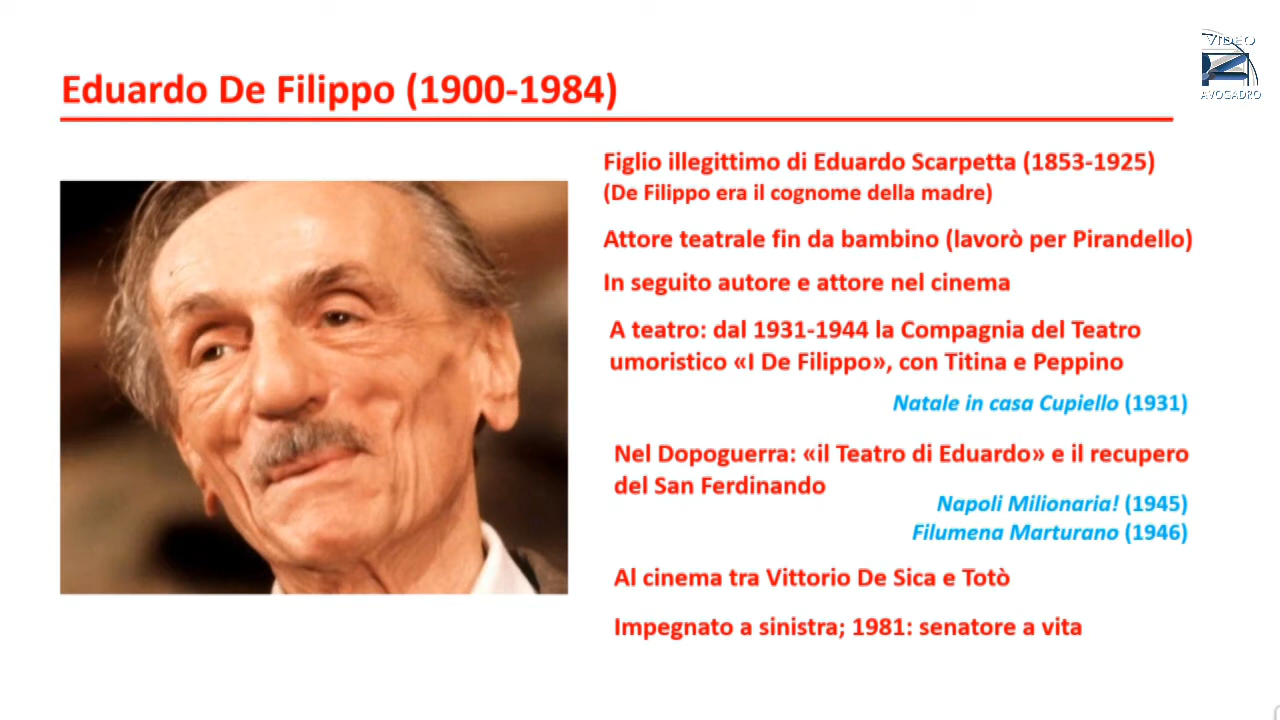 VIDEO
AVOGADRO
Eduardo De Filippo (1900-1984)
Figlio illegittimo di Eduardo Scarpetta (1853-1925)
(De Filippo era il cognome della madre)
Attore teatrale fin da bambino (lavorò per Pirandello)
In seguito autore e attore nel cinema
A teatro: dal 1931-1944 la Compagnia del Teatro
umoristico «I De Filippo», con Titina e Peppino
Natale in casa Cupiello (1931)
Nel Dopoguerra: «il Teatro di Eduardo» e il recupero
del San Ferdinando
Napoli Milionaria! (1945)
Filumena Marturano (1946)
Al cinema tra Vittorio De Sica e Totò
Impegnato a sinistra; 1981: senatore a vita